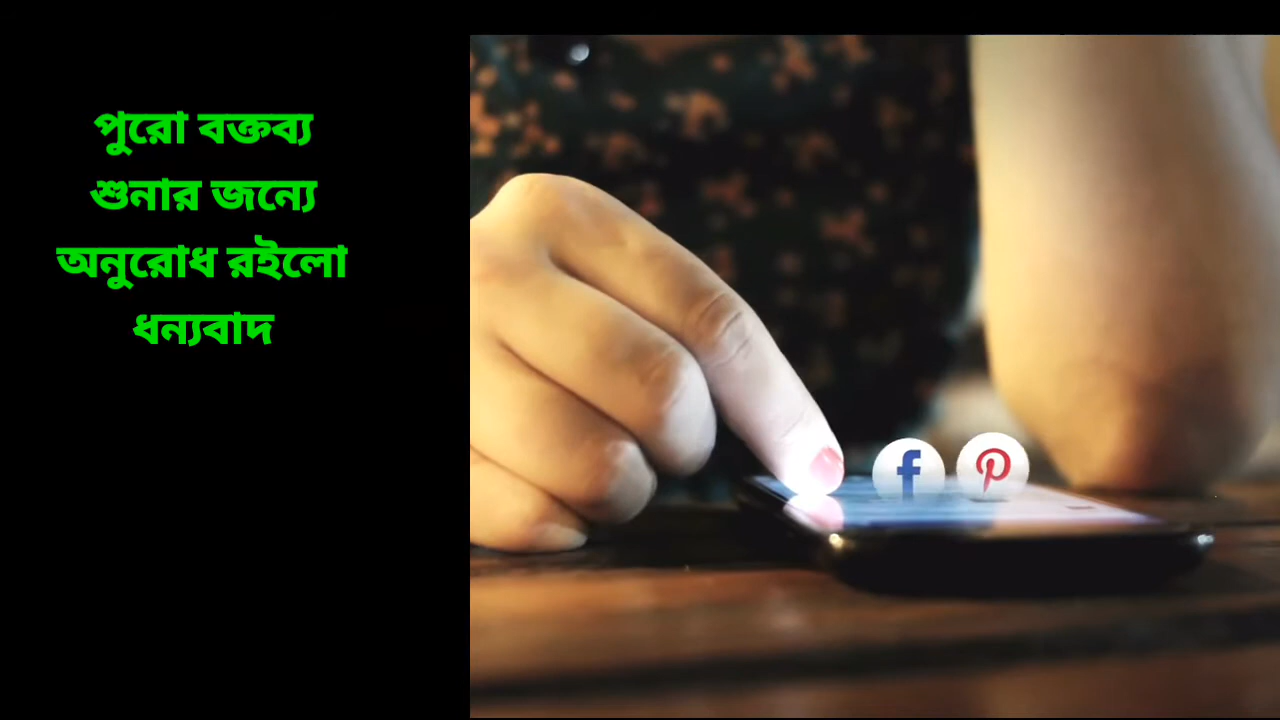 পুরো বক্তব্য
শুনার জন্যে
অনুরোধ রইলো
ধন্যবাদ